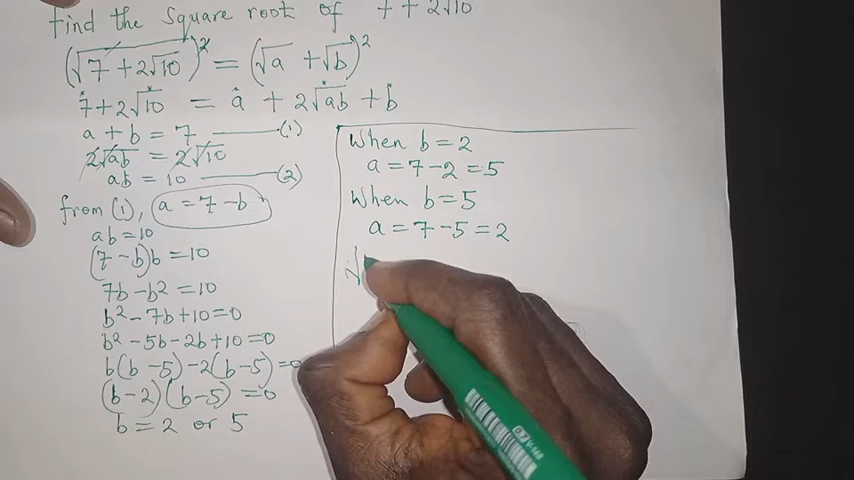 Find the Square root of 7+2√10
(√7+2√10)² = (√a + √b)²
7+2√10 = a + 2√ab + b
a + b = 7 ——— (1)
2√ab = 2√10
ab = 10 ——— (2)
from (1), a = 7 - b
ab = 10
(7 - b)b = 10
7b - b² = 10
b² - 7b + 10 = 0
b² - 5b - 2b + 10 = 0
b(b - 5) - 2(b - 5) = 0
(b - 2)(b - 5) = 0
b = 2 or 5
When b = 2
a = 7 - 2 = 5
When b = 5
a = 7 - 5 = 2
√